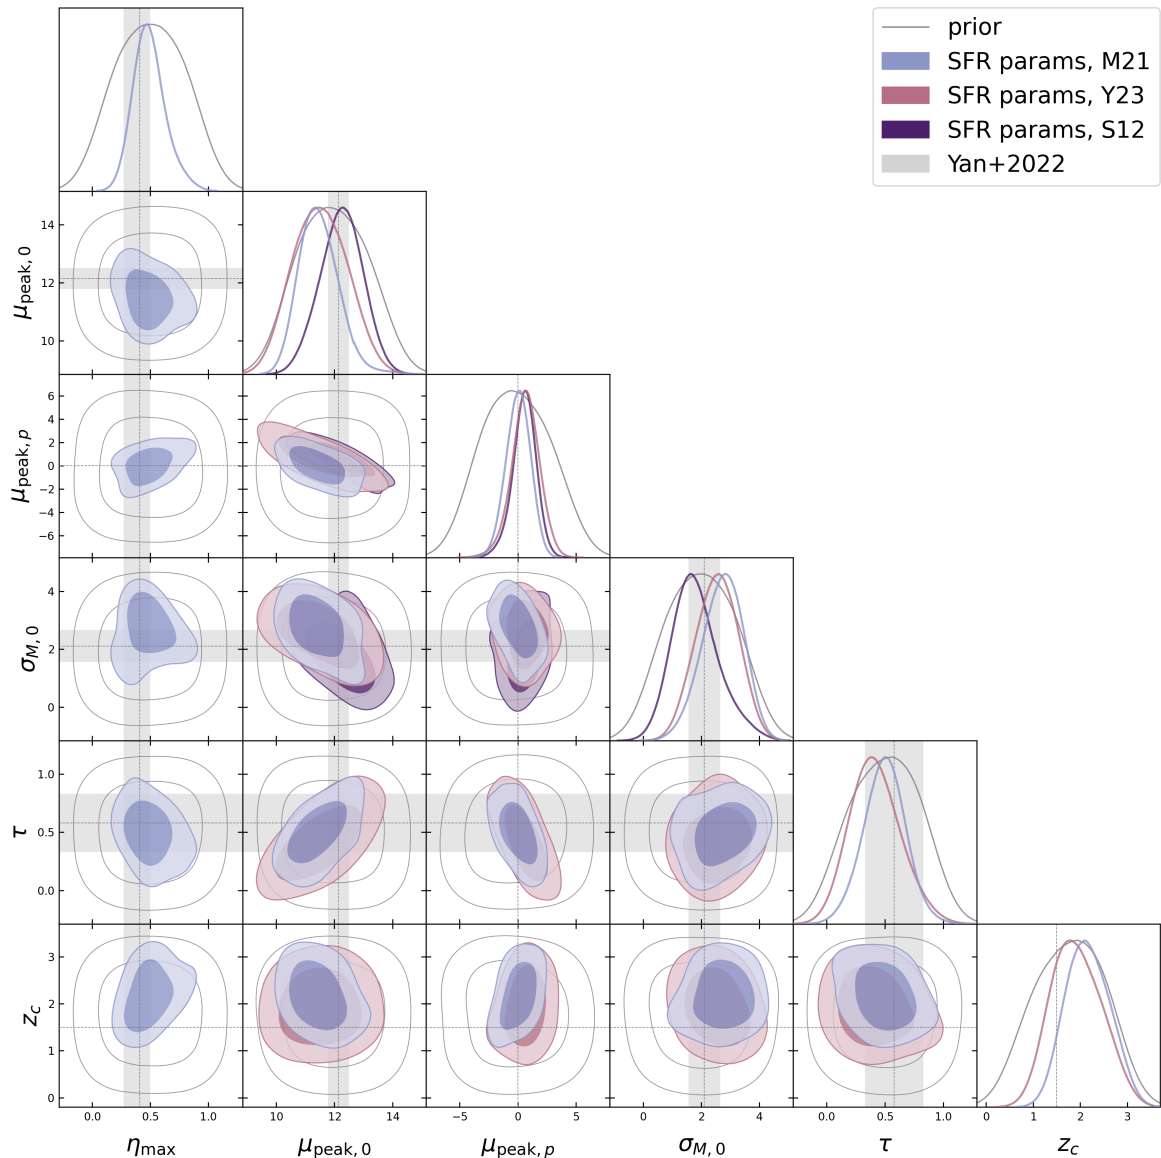 prior
SFR params, M21
SFR params, Y23
SFR params, S12
Yan+2022
μpeak, 0
14
12
10
μpeak, p
6
4
2
0
−2
−4
−6
σM, 0
4
2
0
τ
1.0
0.5
0.0
zc
3
2
1
0
0.0 0.5 1.0
10 12 14
−5 0 5
0 2 4
0.0 0.5 1.0
0 1 2 3
ηmax
μpeak, 0
μpeak, p
σM, 0
τ
zc